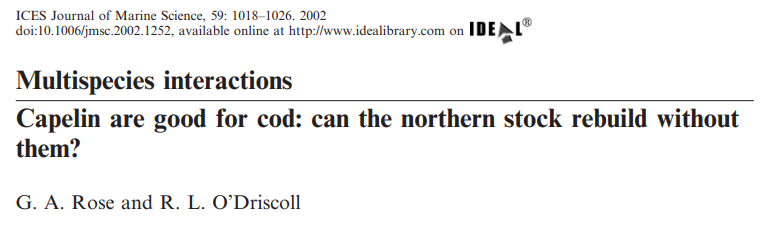 ICES Journal of Marine Science, 59: 1018–1026. 2002
doi:10.1006/jmsc.2002.1252, available online at http://www.idealibrary.com on IDEAL®
Multispecies interactions
Capelin are good for cod: can the northern stock rebuild without
them?
G. A. Rose and R. L. O'Driscoll